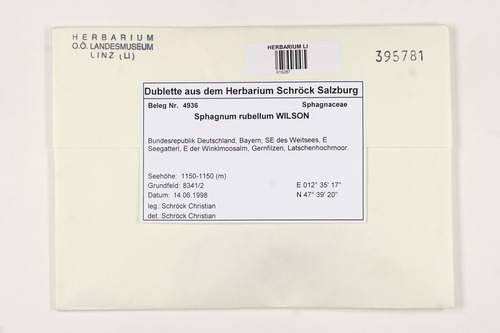 HERBARIUM
O.Ö. LANDESMUSEUM
LINZ (LI)
HERBARIUM LI
016287
395781
Dublette aus dem Herbarium Schröck Salzburg
Beleg Nr. 4936 Sphagnaceae
Sphagnum rubellum WILSON
Bundesrepublik Deutschland, Bayern, SE des Weitsees, E
Seegatterl, E der Winklmoosalm, Gernfilzen, Latschenhochmoor.
Seehöhe: 1150-1150 (m)
Grundfeld: 8341/2 E 012° 35' 17"
Datum: 14.06.1998 N 47° 39' 20"
leg.:Schröck Christian
det.:Schröck Christian